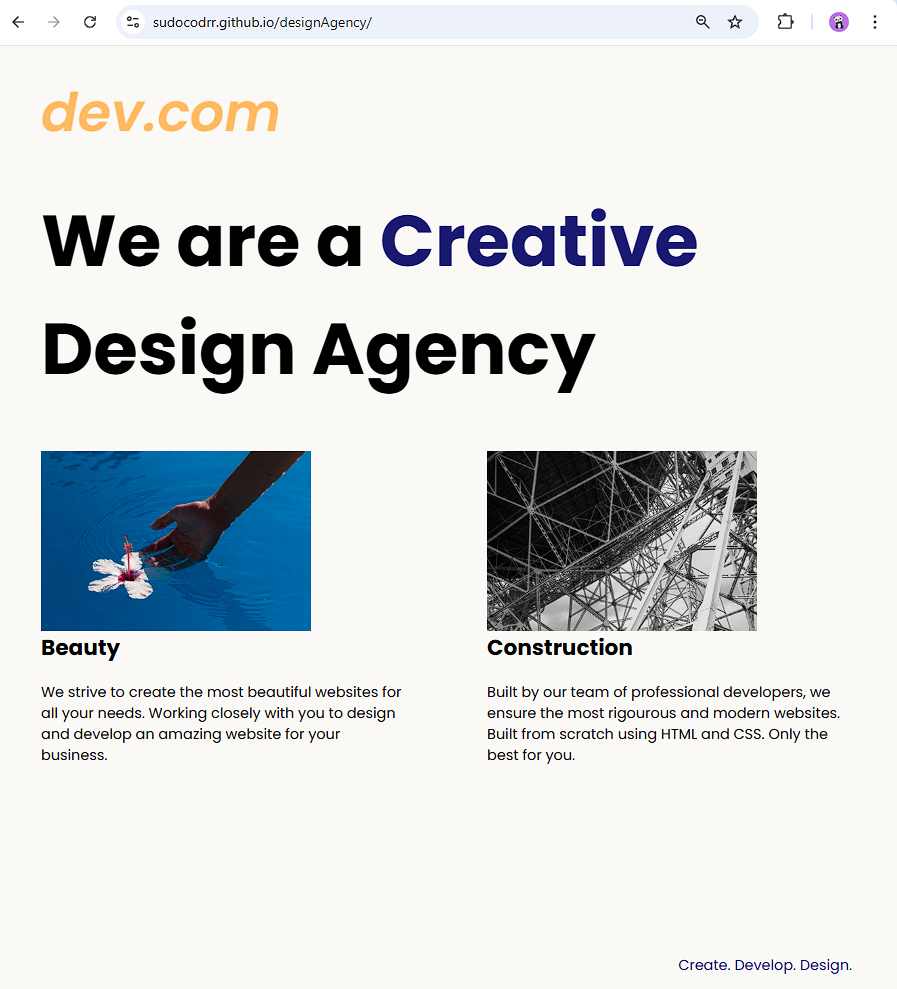 sudocodrr.github.io/designAgency/
dev.com
We are a Creative
Design Agency
Beauty
We strive to create the most beautiful websites for
all your needs. Working closely with you to design
and develop an amazing website for your
business.
Construction
Built by our team of professional developers, we
ensure the most rigourous and modern websites.
Built from scratch using HTML and CSS. Only the
best for you.
Create. Develop. Design.